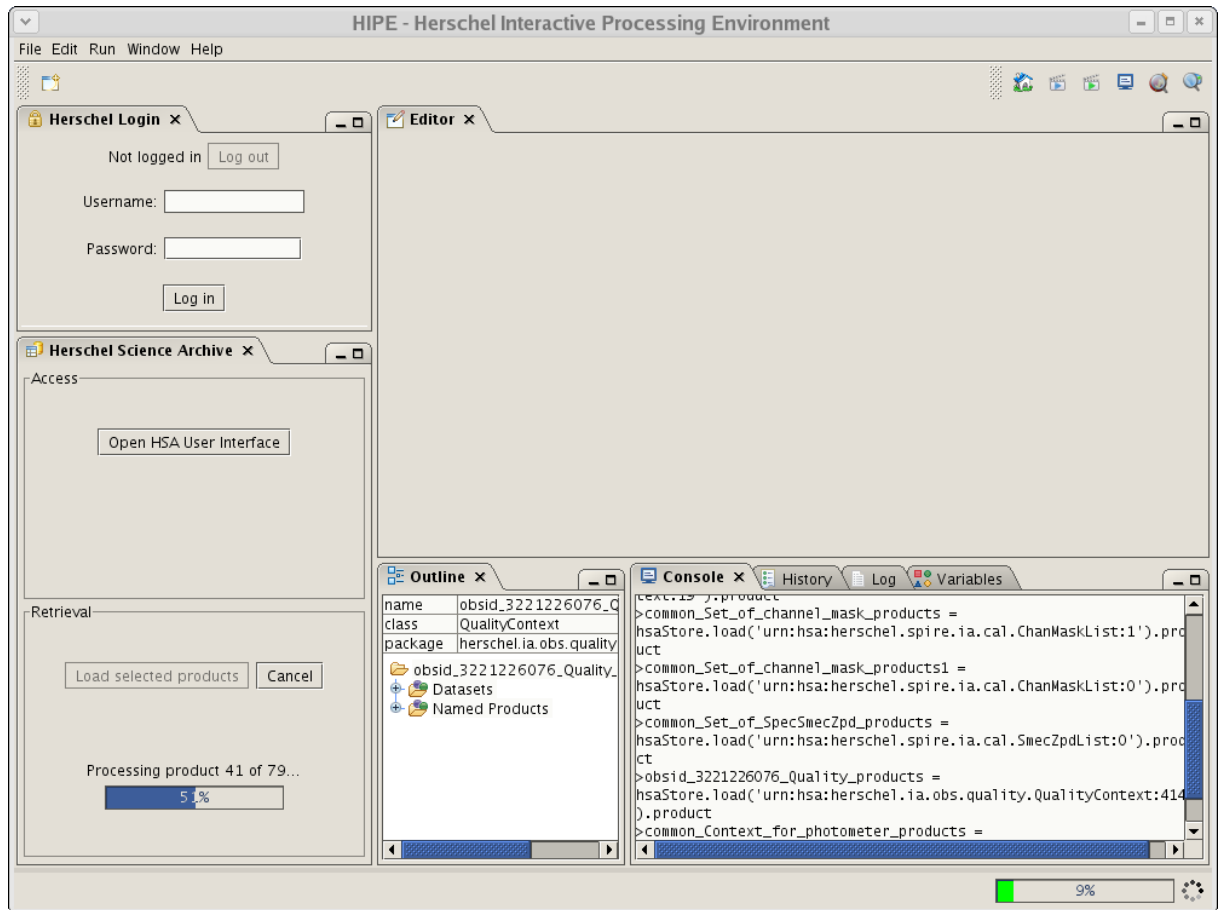 HIPE - Herschel Interactive Processing Environment
File Edit Run Window Help
Herschel Login
Not logged in Log out
Username:
Password:
Log in
Herschel Science Archive
Access
Open HSA User Interface
Retrieval
Load selected products Cancel
Processing product 41 of 79...
51%
Editor
Outline
name obsid_3221226076_Q
class QualityContext
package herschel.ia.obs.quality
obsid_3221226076_Quality_
Datasets
Named Products
Console History Log Variables
text:19').product
>common_Set_of_channel_mask_products =
hsaStore.load('urn:hsa:herschel.spire.ia.cal.ChanMaskList:1').prod
uct
>common_Set_of_channel_mask_products1 =
hsaStore.load('urn:hsa:herschel.spire.ia.cal.ChanMaskList:0').prod
uct
>common_Set_of_SpecSmecZpd_products =
hsaStore.load('urn:hsa:herschel.spire.ia.cal.SmecZpdList:0').prod
ct
>obsid_3221226076_Quality_products =
hsaStore.load('urn:hsa:herschel.ia.obs.quality.QualityContext:414
).product
>common_Context_for_photometer_products =
9%